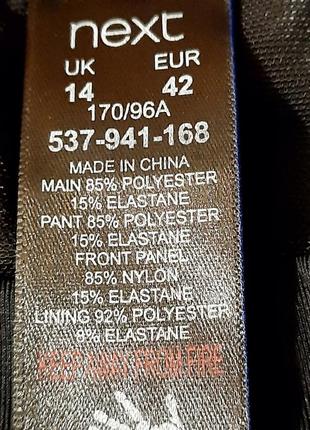 next
UK EUR
14 42
170/96A
537-941-168
MADE IN CHINA
MAIN 85% POLYESTER
15% ELASTANE
PANT 85% POLYESTER
15% ELASTANE
FRONT PANEL
85% NYLON
15% ELASTANE
LINING 92% POLYESTER
8% ELASTANE
KEEP AWAY FROM FIRE